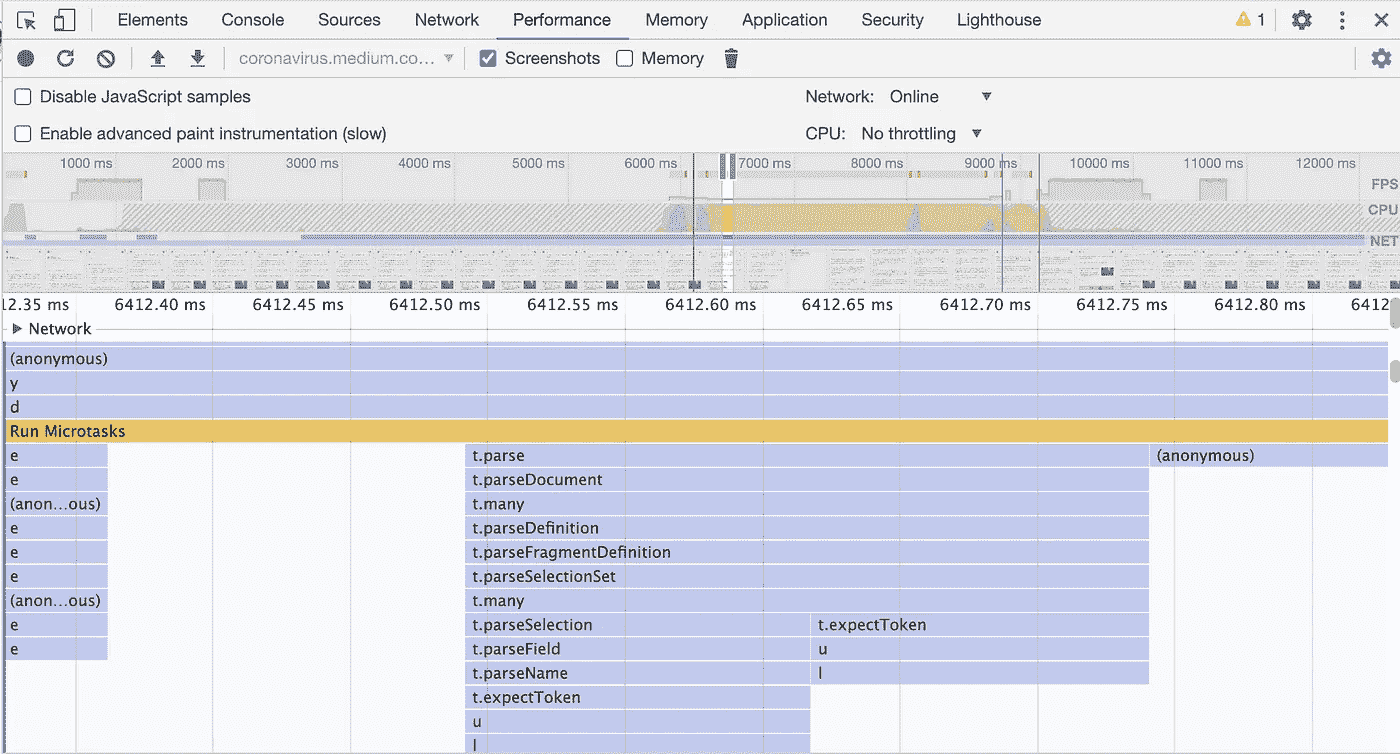 Elements Console Sources Network Performance Memory Application Security Lighthouse 1
coronavirus.medium.co... Screenshots Memory
Disable JavaScript samples Network: Online
Enable advanced paint instrumentation (slow) CPU: No throttling
1000 ms 2000 ms 3000 ms 4000 ms 5000 ms 6000 ms 7000 ms 8000 ms 9000 ms 10000 ms 11000 ms 12000 ms
FPS
CPU
NET
12.35 ms 6412.40 ms 6412.45 ms 6412.50 ms 6412.55 ms 6412.60 ms 6412.65 ms 6412.70 ms 6412.75 ms 6412.80 ms 6412
Network
(anonymous)
y
d
Run Microtasks
e t.parse (anonymous)
e t.parseDocument
(anon...ous) t.many
e t.parseDefinition
e t.parseFragmentDefinition
e t.parseSelectionSet
(anon...ous) t.many
e t.parseSelection t.expectToken
e t.parseField u
t.parseName l
t.expectToken
u
l